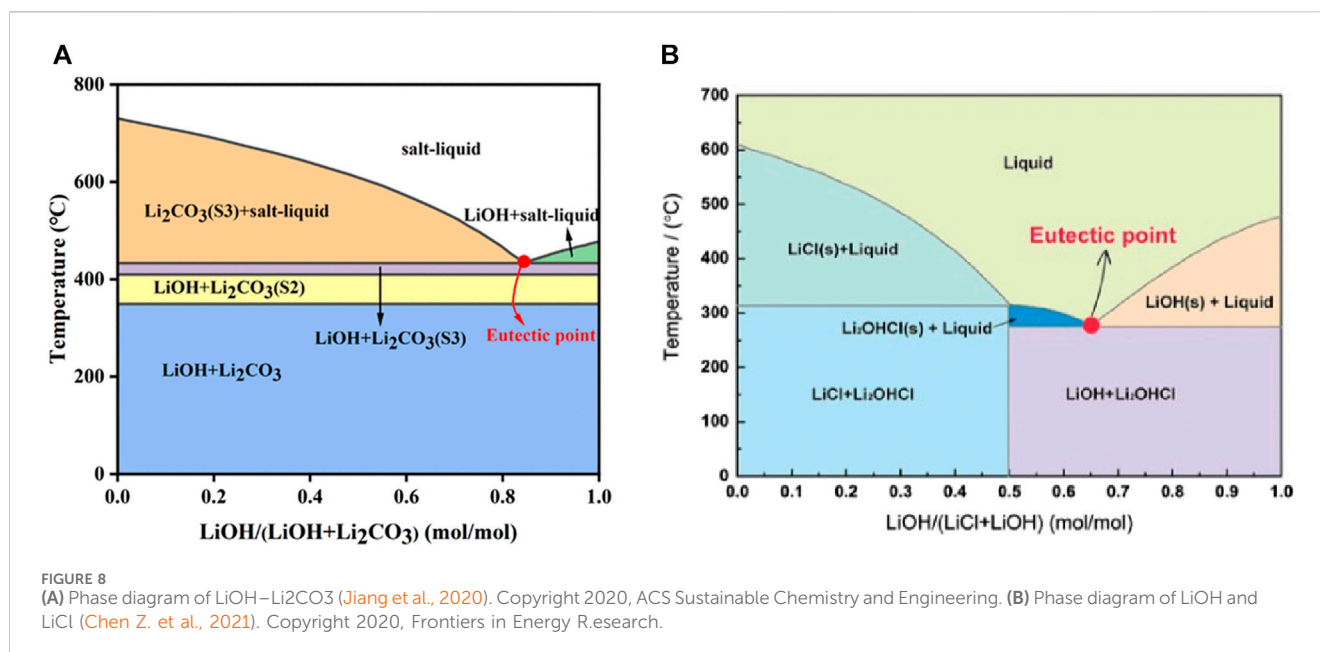 A
800
600
400
200
0
Temperature (°C)
salt-liquid
Li2CO3(S3)+salt-liquid
LiOH+salt-liquid
LiOH+Li2CO3(S2)
LiOH+Li2CO3(S3)
Eutectic point
LiOH+Li2CO3
0.0 0.2 0.4 0.6 0.8 1.0
LiOH/(LiOH+Li2CO3) (mol/mol)
B
700
600
500
400
300
200
100
0
Temperature / (°C)
Liquid
Eutectic point
LiCl(s)+Liquid
LiOH(s) + Liquid
Li2OHCl(s) + Liquid
LiCl+Li2OHCl
LiOH+Li2OHCl
0.0 0.1 0.2 0.3 0.4 0.5 0.6 0.7 0.8 0.9 1.0
LiOH/(LiCl+LiOH) (mol/mol)
FIGURE 8
(A) Phase diagram of LiOH–Li2CO3 (Jiang et al., 2020). Copyright 2020, ACS Sustainable Chemistry and Engineering. (B) Phase diagram of LiOH and
LiCl (Chen Z. et al., 2021). Copyright 2020, Frontiers in Energy R.esearch.